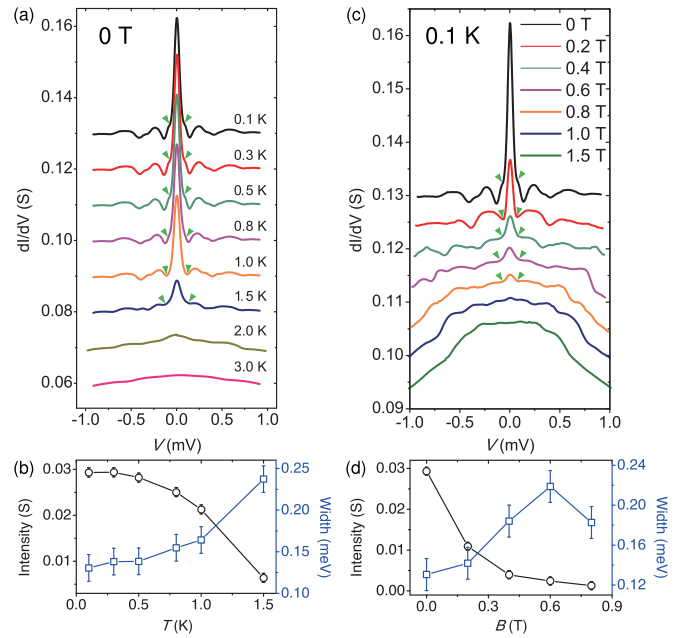 (a)
0 T
0.16
0.14
0.12
0.10
0.08
0.06
dI/dV (S)
0.1 K
0.3 K
0.5 K
0.8 K
1.0 K
1.5 K
2.0 K
3.0 K
-1.0 -0.5 0.0 0.5 1.0
V (mV)
(c)
0.1 K
0 T
0.2 T
0.4 T
0.6 T
0.8 T
1.0 T
1.5 T
0.16
0.15
0.14
0.13
0.12
0.11
0.10
0.09
dI/dV (S)
-1.0 -0.5 0.0 0.5 1.0
V (mV)
(b)
0.03
0.02
0.01
Intensity (S)
0.25
0.20
0.15
0.10
Width (meV)
0.0 0.5 1.0 1.5
T (K)
(d)
0.03
0.02
0.01
0.00
Intensity (S)
0.24
0.20
0.16
0.12
Width (meV)
0.0 0.3 0.6 0.9
B (T)